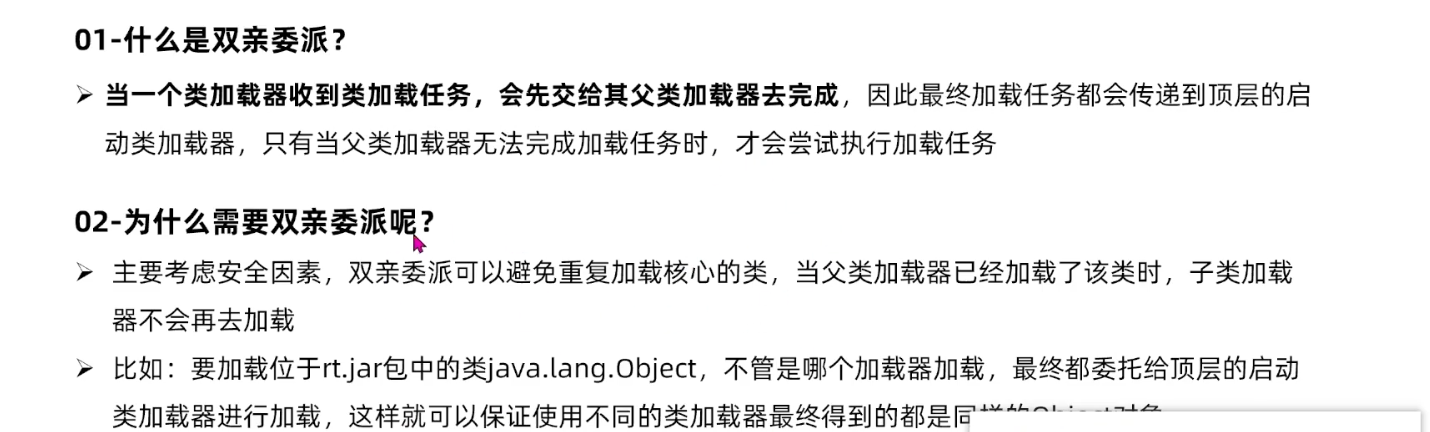 01-什么是双亲委派？
➢ 当一个类加载器收到类加载任务，会先交给其父类加载器去完成，因此最终加载任务都会传递到顶层的启
动类加载器，只有当父类加载器无法完成加载任务时，才会尝试执行加载任务
02-为什么需要双亲委派呢？
➢ 主要考虑安全因素，双亲委派可以避免重复加载核心的类，当父类加载器已经加载了该类时，子类加载
器不会再去加载
➢ 比如：要加载位于rt.jar包中的类java.lang.Object，不管是哪个加载器加载，最终都委托给顶层的启动
类加载器进行加载，这样就可以保证使用不同的类加载器最终得到的都是